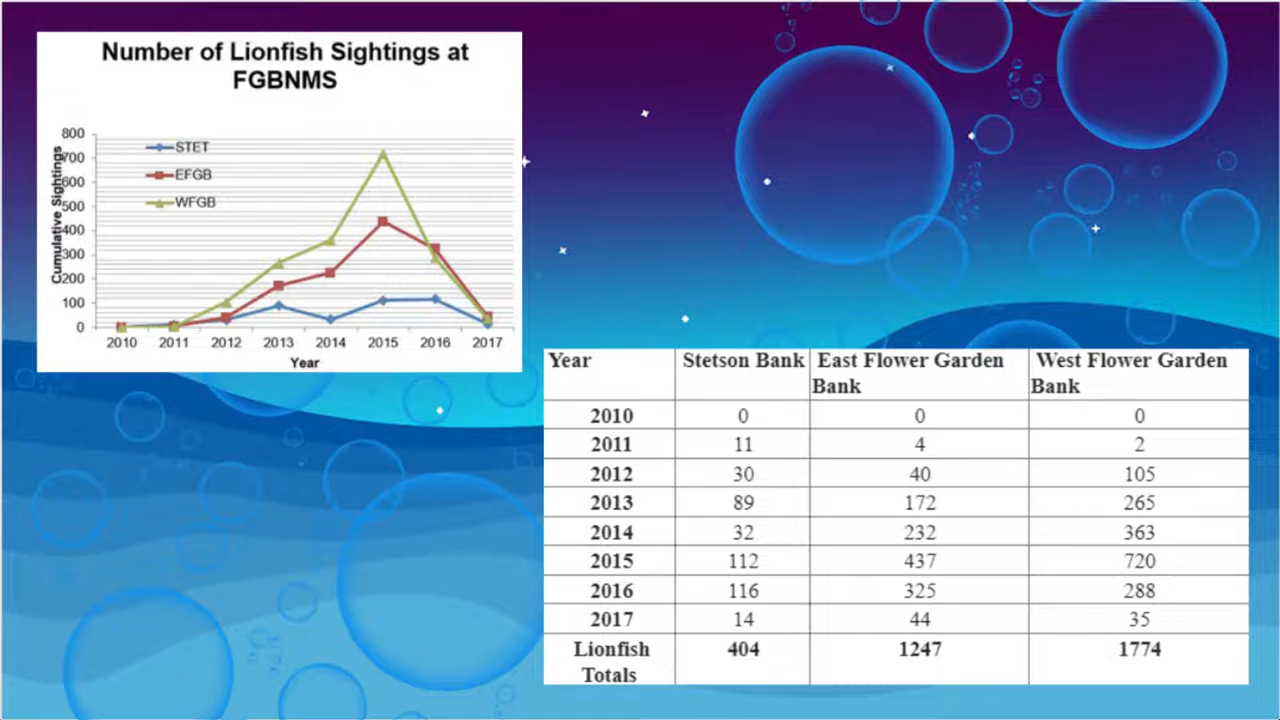 Number of Lionfish Sightings at
FGBNMS
800
700
600
500
400
300
200
100
0
Cumulative Sightings
STET
EFGB
WFGB
2010 2011 2012 2013 2014 2015 2016 2017
Year
Year Stetson Bank East Flower Garden Bank West Flower Garden Bank
2010 0 0 0
2011 11 4 2
2012 30 40 105
2013 89 172 265
2014 32 232 363
2015 112 437 720
2016 116 325 288
2017 14 44 35
Lionfish Totals 404 1247 1774